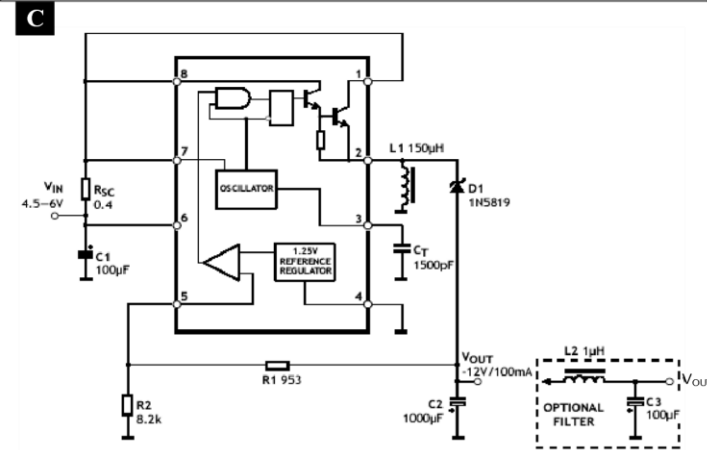 C
8
1
7
2
L1 150µH
OSCILLATOR
D1
1N5819
VIN
4.5–6V
RSC
0.4
6
3
C1
100µF
CT
1500pF
1.25V
REFERENCE
REGULATOR
5
4
R1 953
VOUT
-12V/100mA
L2 1µH
VOU
R2
8.2k
C2
1000µF
OPTIONAL
FILTER
C3
100µF